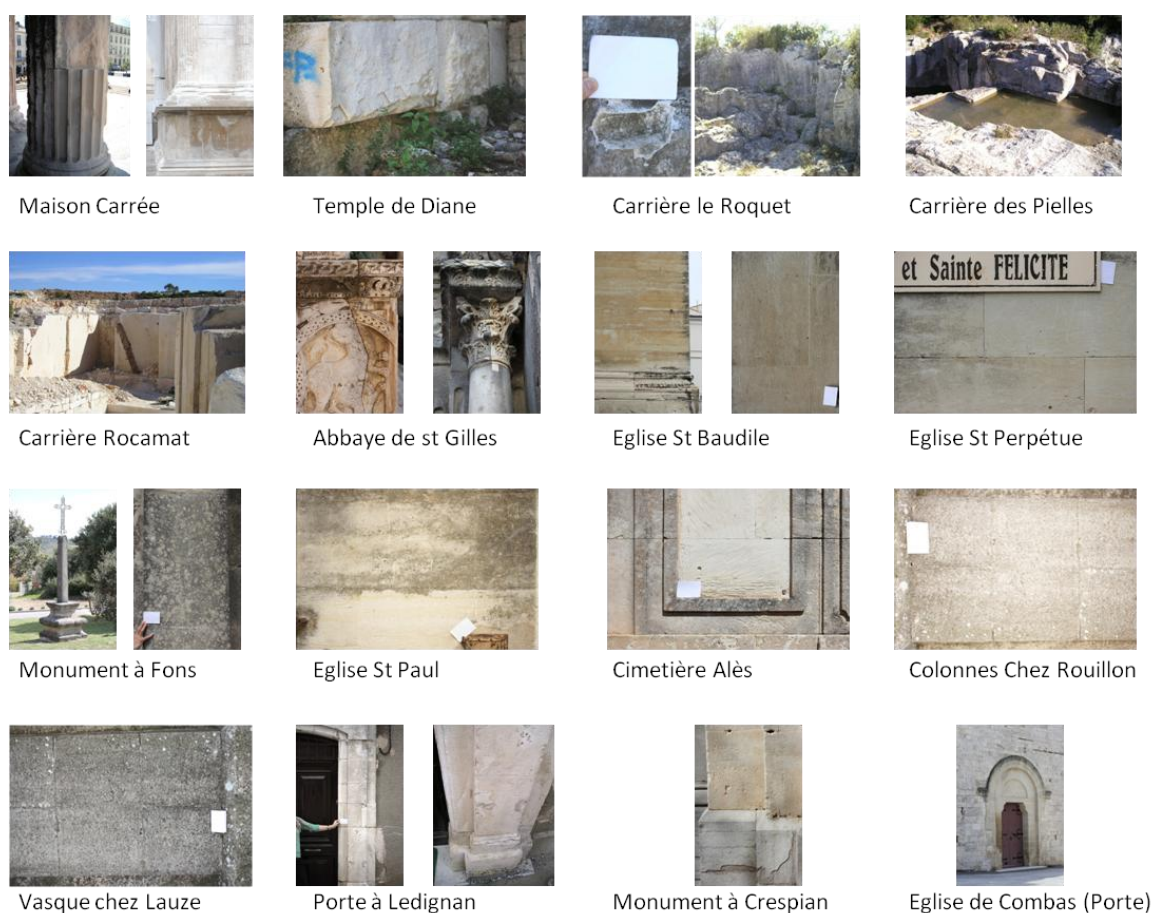 Maison Carrée
Temple de Diane
Carrière le Roquet
Carrière des Pielles
et Sainte FELICITE
Carrière Rocamat
Abbaye de st Gilles
Eglise St Baudile
Eglise St Perpétue
Monument à Fons
Eglise St Paul
Cimetière Alès
Colonnes Chez Rouillon
Vasque chez Lauze
Porte à Ledignan
Monument à Crespian
Eglise de Combas (Porte)